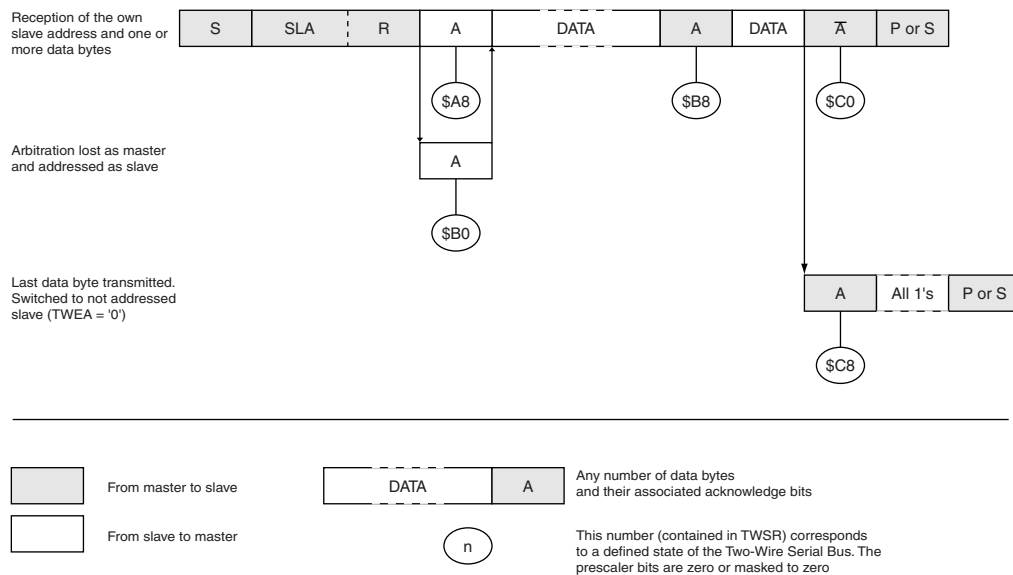 Reception of the own
slave address and one or
more data bytes
S SLA R A DATA A DATA A̅ P or S
$A8 $B8 $C0
Arbitration lost as master
and addressed as slave
A
$B0
Last data byte transmitted.
Switched to not addressed
slave (TWEA = '0')
A All 1's P or S
$C8
From master to slave
DATA A
Any number of data bytes
and their associated acknowledge bits
From slave to master
n
This number (contained in TWSR) corresponds
to a defined state of the Two-Wire Serial Bus. The
prescaler bits are zero or masked to zero